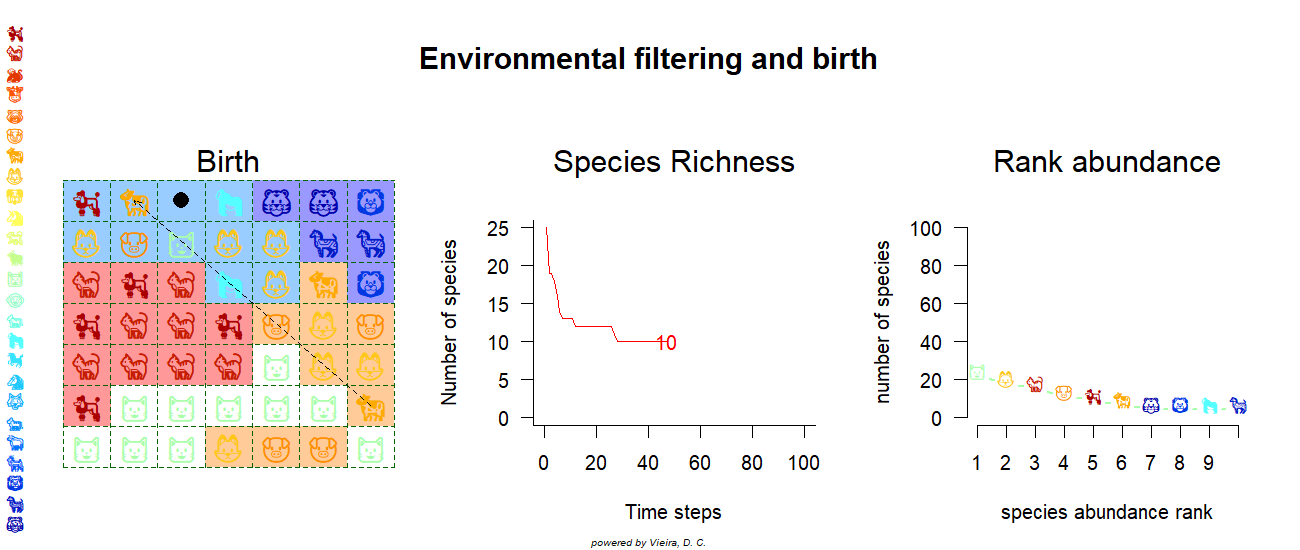 Environmental filtering and birth
Birth
Species Richness
Rank abundance
Number of species
25
20
15
10
5
0
10
0 20 40 60 80 100
Time steps
number of species
100
80
60
40
20
0
1 2 3 4 5 6 7 8 9
species abundance rank
powered by Vieira, D. C.